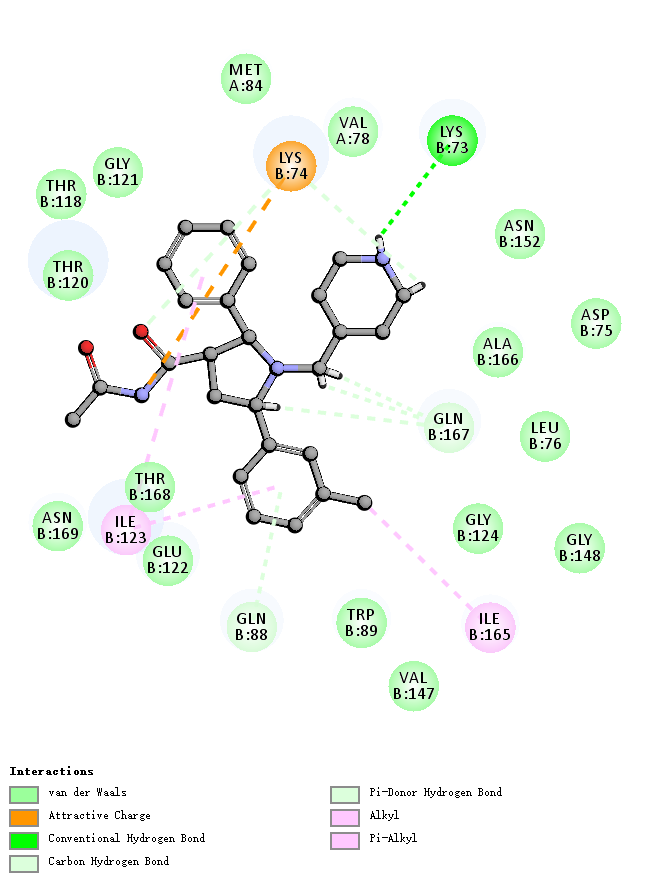 MET
A:84
VAL
A:78
LYS
B:73
LYS
B:74
GLY
B:121
THR
B:118
ASN
B:152
THR
B:120
ASP
B:75
ALA
B:166
GLN
B:167
LEU
B:76
THR
B:168
ASN
B:169
ILE
B:123
GLU
B:122
GLY
B:124
GLY
B:148
GLN
B:88
TRP
B:89
ILE
B:165
VAL
B:147
Interactions
van der Waals
Attractive Charge
Conventional Hydrogen Bond
Carbon Hydrogen Bond
Pi-Donor Hydrogen Bond
Alkyl
Pi-Alkyl